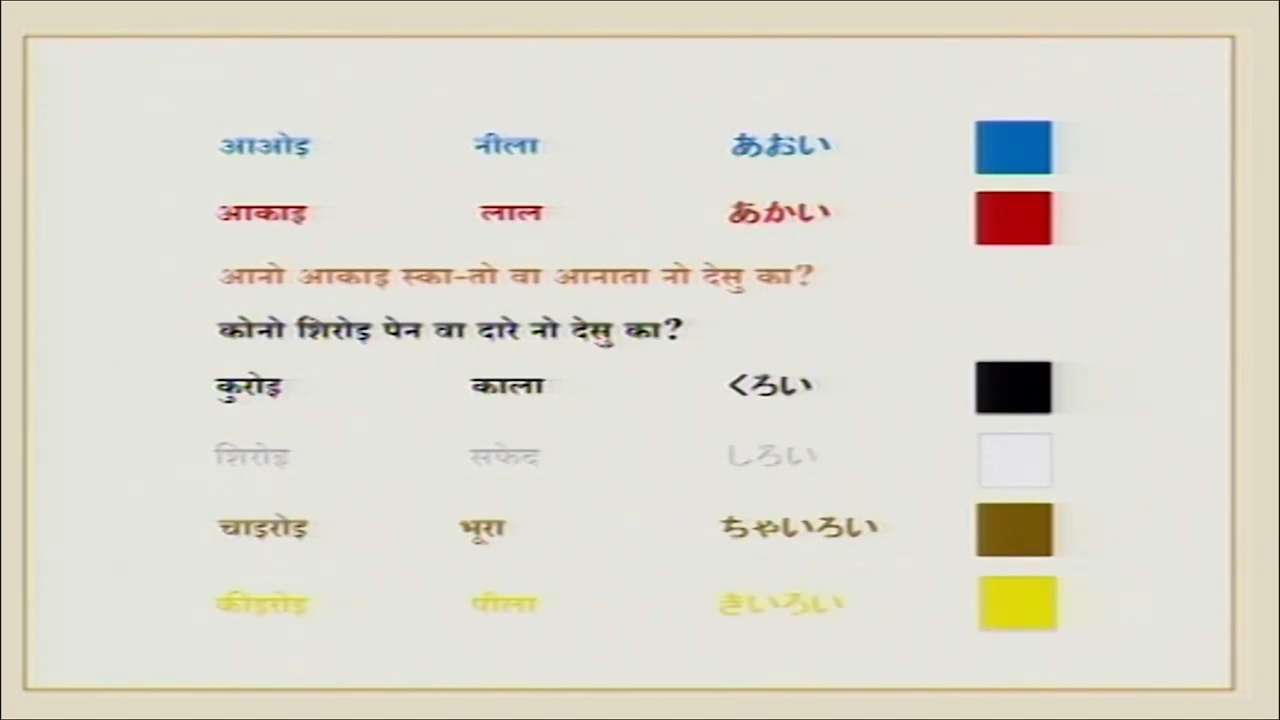 आओइ नीला あおい
आकाइ लाल あかい
आनो आकाइ स्का-तो वा आनाता नो देसु का?
कोनो शिरोइ पेन वा दारे नो देसु का?
कुरोइ काला くろい
शिरोइ सफेद しろい
चाइरोइ भूरा ちゃいろい
कीइरोइ पीला きいろい